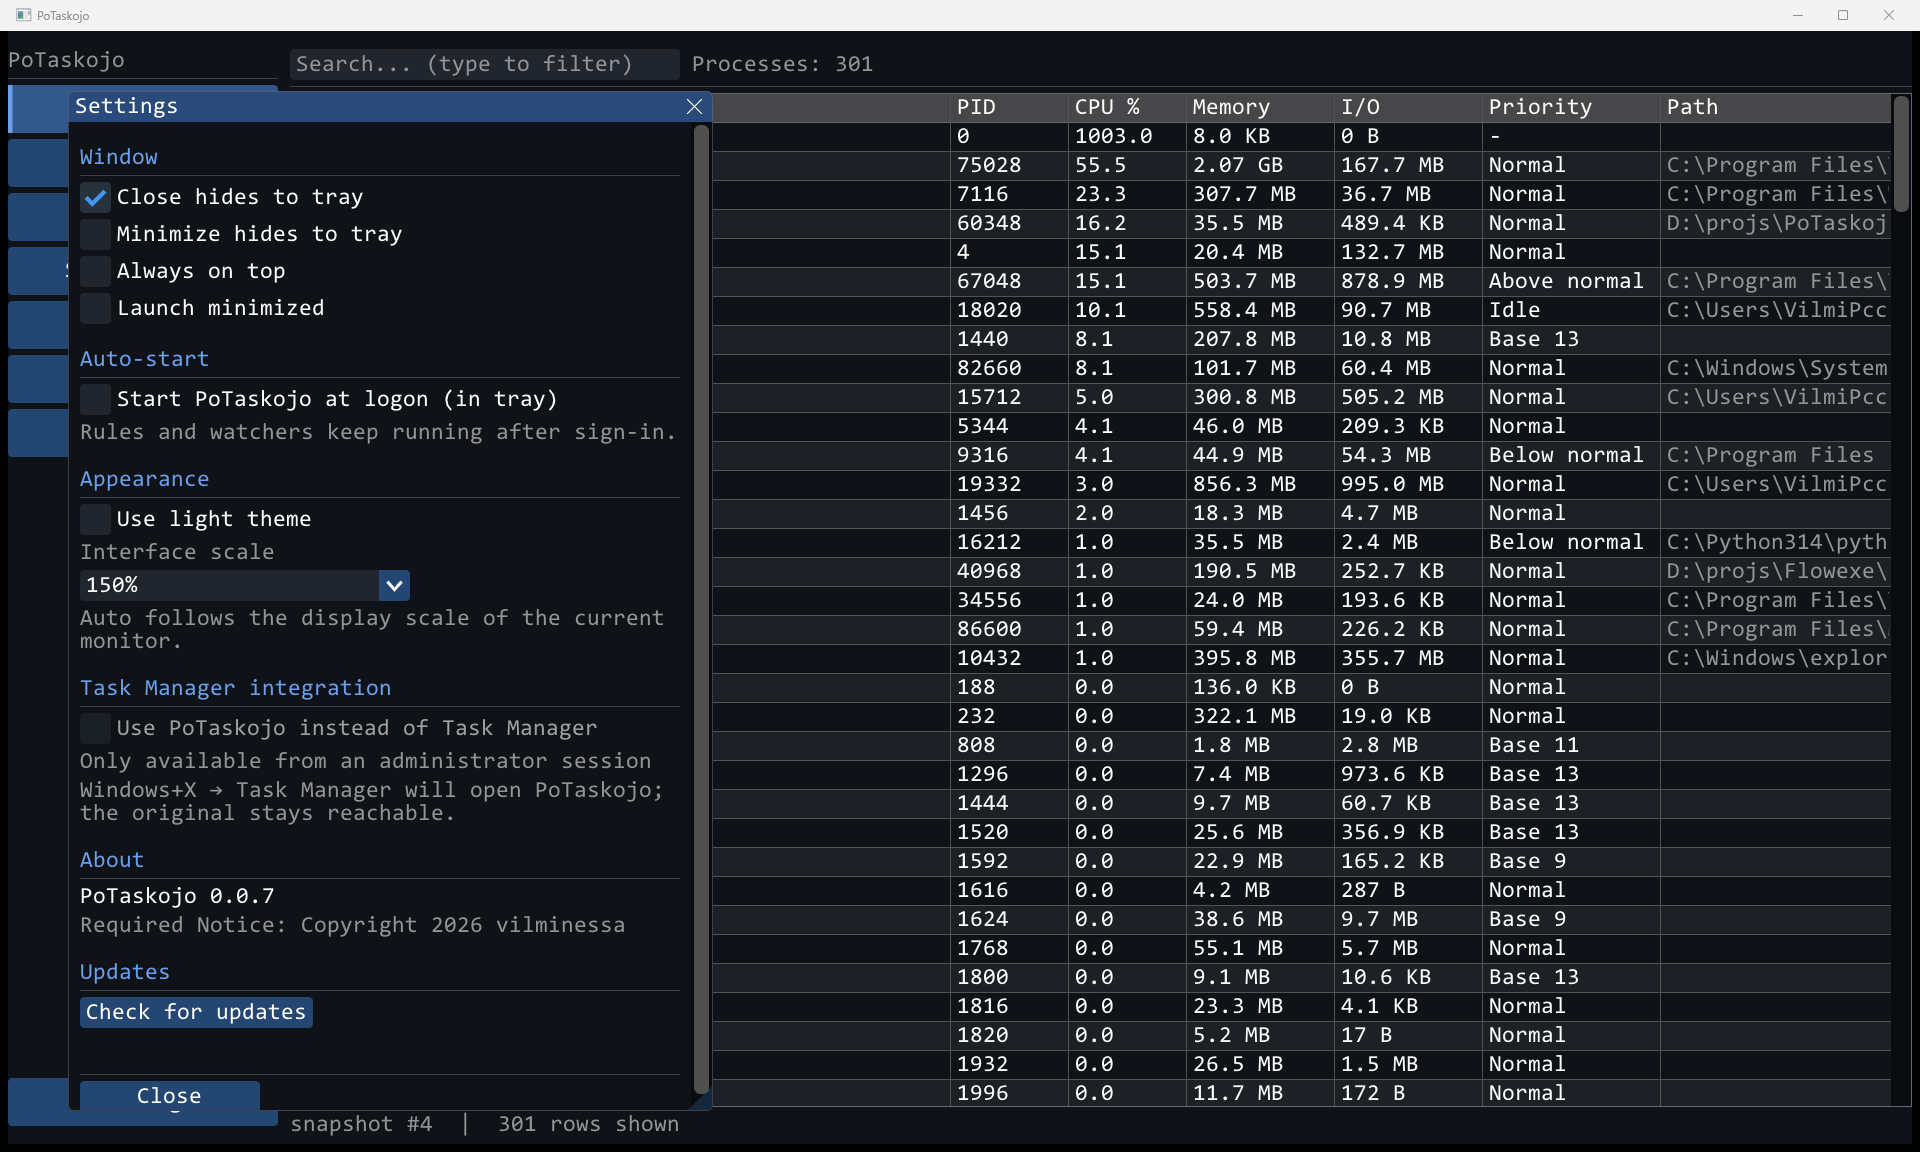 PoTaskojo
PoTaskojo
Search... (type to filter) Processes: 301
Settings
Window
Close hides to tray
Minimize hides to tray
Always on top
Launch minimized
Auto-start
Start PoTaskojo at logon (in tray)
Rules and watchers keep running after sign-in.
Appearance
Use light theme
Interface scale
150%
Auto follows the display scale of the current
monitor.
Task Manager integration
Use PoTaskojo instead of Task Manager
Only available from an administrator session
Windows+X → Task Manager will open PoTaskojo;
the original stays reachable.
About
PoTaskojo 0.0.7
Required Notice: Copyright 2026 vilminessa
Updates
Check for updates
Close
PID CPU % Memory I/O Priority Path
0 1003.0 8.0 KB 0 B -
75028 55.5 2.07 GB 167.7 MB Normal C:\Program Files\
7116 23.3 307.7 MB 36.7 MB Normal C:\Program Files\
60348 16.2 35.5 MB 489.4 KB Normal D:\projs\PoTaskoj
4 15.1 20.4 MB 132.7 MB Normal
67048 15.1 503.7 MB 878.9 MB Above normal C:\Program Files\
18020 10.1 558.4 MB 90.7 MB Idle C:\Users\VilmiPcc
1440 8.1 207.8 MB 10.8 MB Base 13
82660 8.1 101.7 MB 60.4 MB Normal C:\Windows\System
15712 5.0 300.8 MB 505.2 MB Normal C:\Users\VilmiPcc
5344 4.1 46.0 MB 209.3 KB Normal
9316 4.1 44.9 MB 54.3 MB Below normal C:\Program Files
19332 3.0 856.3 MB 995.0 MB Normal C:\Users\VilmiPcc
1456 2.0 18.3 MB 4.7 MB Normal
16212 1.0 35.5 MB 2.4 MB Below normal C:\Python314\pyth
40968 1.0 190.5 MB 252.7 KB Normal D:\projs\Flowexe\
34556 1.0 24.0 MB 193.6 KB Normal C:\Program Files\
86600 1.0 59.4 MB 226.2 KB Normal C:\Program Files\
10432 1.0 395.8 MB 355.7 MB Normal C:\Windows\explor
188 0.0 136.0 KB 0 B Normal
232 0.0 322.1 MB 19.0 KB Normal
808 0.0 1.8 MB 2.8 MB Base 11
1296 0.0 7.4 MB 973.6 KB Base 13
1444 0.0 9.7 MB 60.7 KB Base 13
1520 0.0 25.6 MB 356.9 KB Base 13
1592 0.0 22.9 MB 165.2 KB Base 9
1616 0.0 4.2 MB 287 B Normal
1624 0.0 38.6 MB 9.7 MB Base 9
1768 0.0 55.1 MB 5.7 MB Normal
1800 0.0 9.1 MB 10.6 KB Base 13
1816 0.0 23.3 MB 4.1 KB Normal
1820 0.0 5.2 MB 17 B Normal
1932 0.0 26.5 MB 1.5 MB Normal
1996 0.0 11.7 MB 172 B Normal
snapshot #4 | 301 rows shown